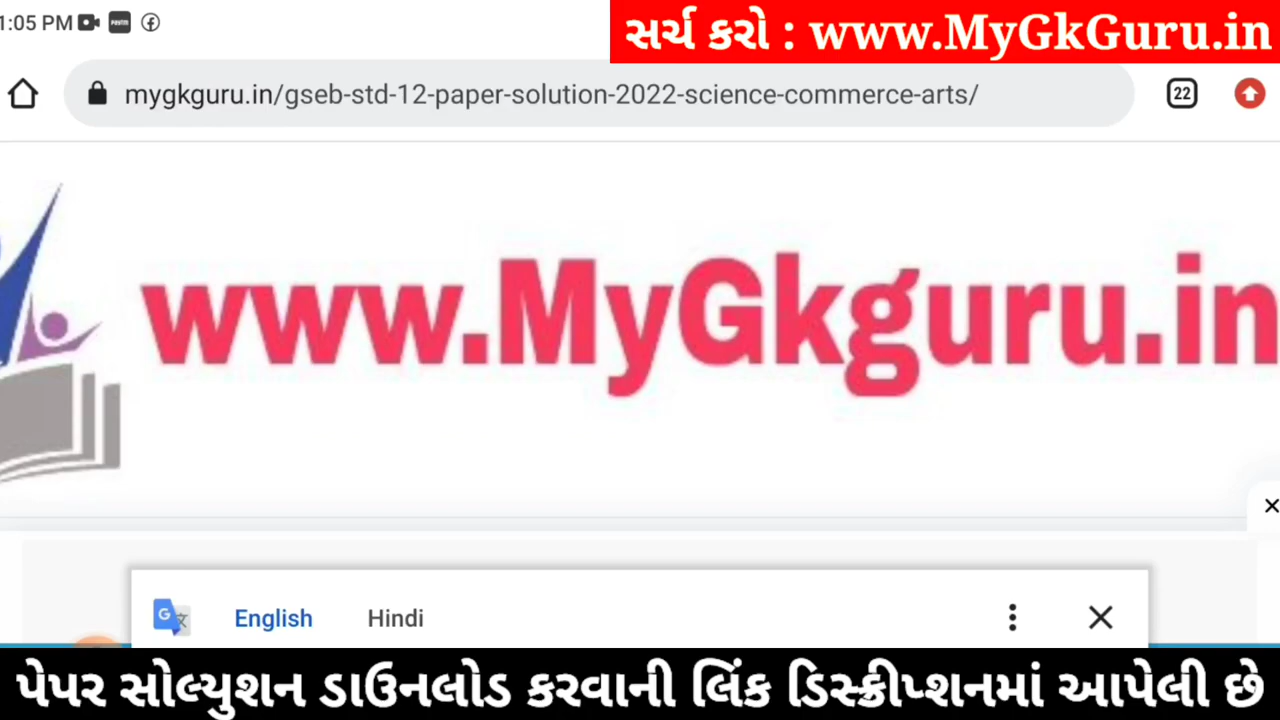 1:05 PM
સર્ચ કરો : www.MyGkGuru.in
mygkguru.in/gseb-std-12-paper-solution-2022-science-commerce-arts/
22
www.MyGkguru.in
English Hindi
પેપર સોલ્યુશન ડાઉનલોડ કરવાની લિંક ડિસ્ક્રીપ્શનમાં આપેલી છે